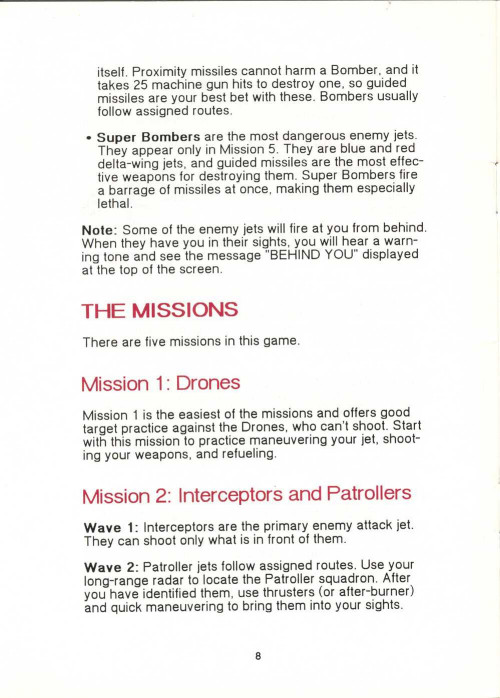 itself. Proximity missiles cannot harm a Bomber, and it
takes 25 machine gun hits to destroy one, so guided
missiles are your best bet with these. Bombers usually
follow assigned routes.
• Super Bombers are the most dangerous enemy jets.
They appear only in Mission 5. They are blue and red
delta-wing jets, and guided missiles are the most effec-
tive weapons for destroying them. Super Bombers fire
a barrage of missiles at once, making them especially
lethal.
Note: Some of the enemy jets will fire at you from behind.
When they have you in their sights, you will hear a warn-
ing tone and see the message "BEHIND YOU" displayed
at the top of the screen.
THE MISSIONS
There are five missions in this game.
Mission 1: Drones
Mission 1 is the easiest of the missions and offers good
target practice against the Drones, who can't shoot. Start
with this mission to practice maneuvering your jet, shoot-
ing your weapons, and refueling.
Mission 2: Interceptors and Patrollers
Wave 1: Interceptors are the primary enemy attack jet.
They can shoot only what is in front of them.
Wave 2: Patroller jets follow assigned routes. Use your
long-range radar to locate the Patroller squadron. After
you have identified them, use thrusters (or after-burner)
and quick maneuvering to bring them into your sights.
8